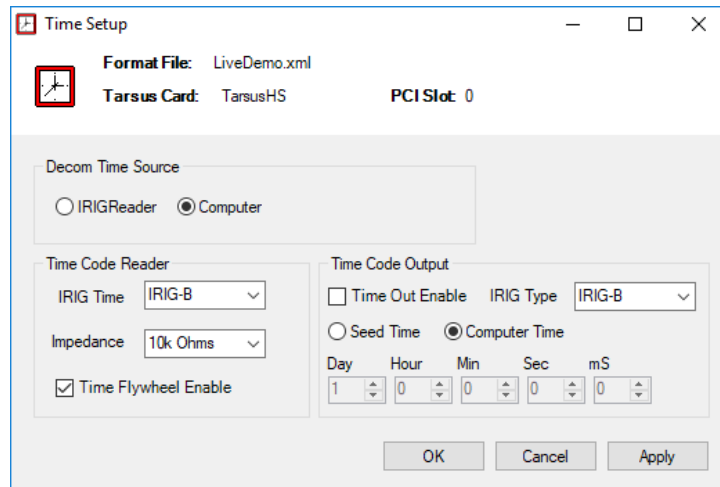 Time Setup
Format File: LiveDemo.xml
Tarsus Card: TarsusHS PCI Slot: 0
Decom Time Source
IRIGReader Computer
Time Code Reader
IRIG Time IRIG-B
Impedance 10k Ohms
Time Flywheel Enable
Time Code Output
Time Out Enable IRIG Type IRIG-B
Seed Time Computer Time
Day Hour Min Sec mS
1 0 0 0 0
OK Cancel Apply